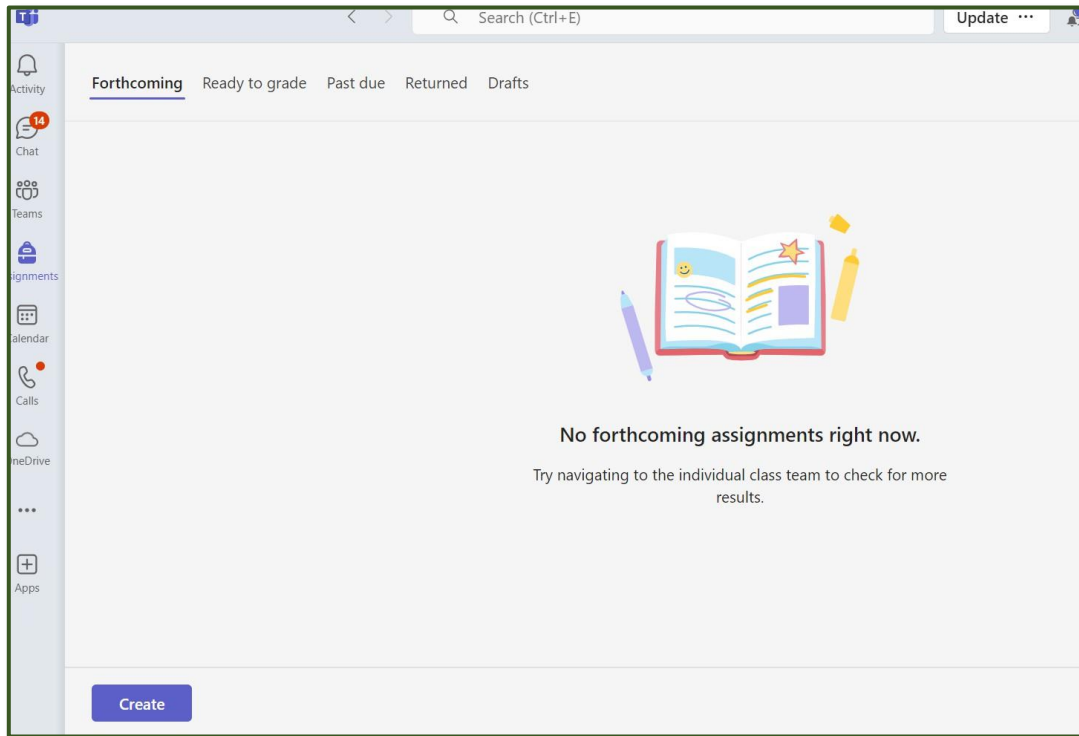 Search (Ctrl+E)
Update ···
Activity
14
Chat
Teams
signments
alendar
Calls
neDrive
Apps
Forthcoming Ready to grade Past due Returned Drafts
No forthcoming assignments right now.
Try navigating to the individual class team to check for more
results.
Create